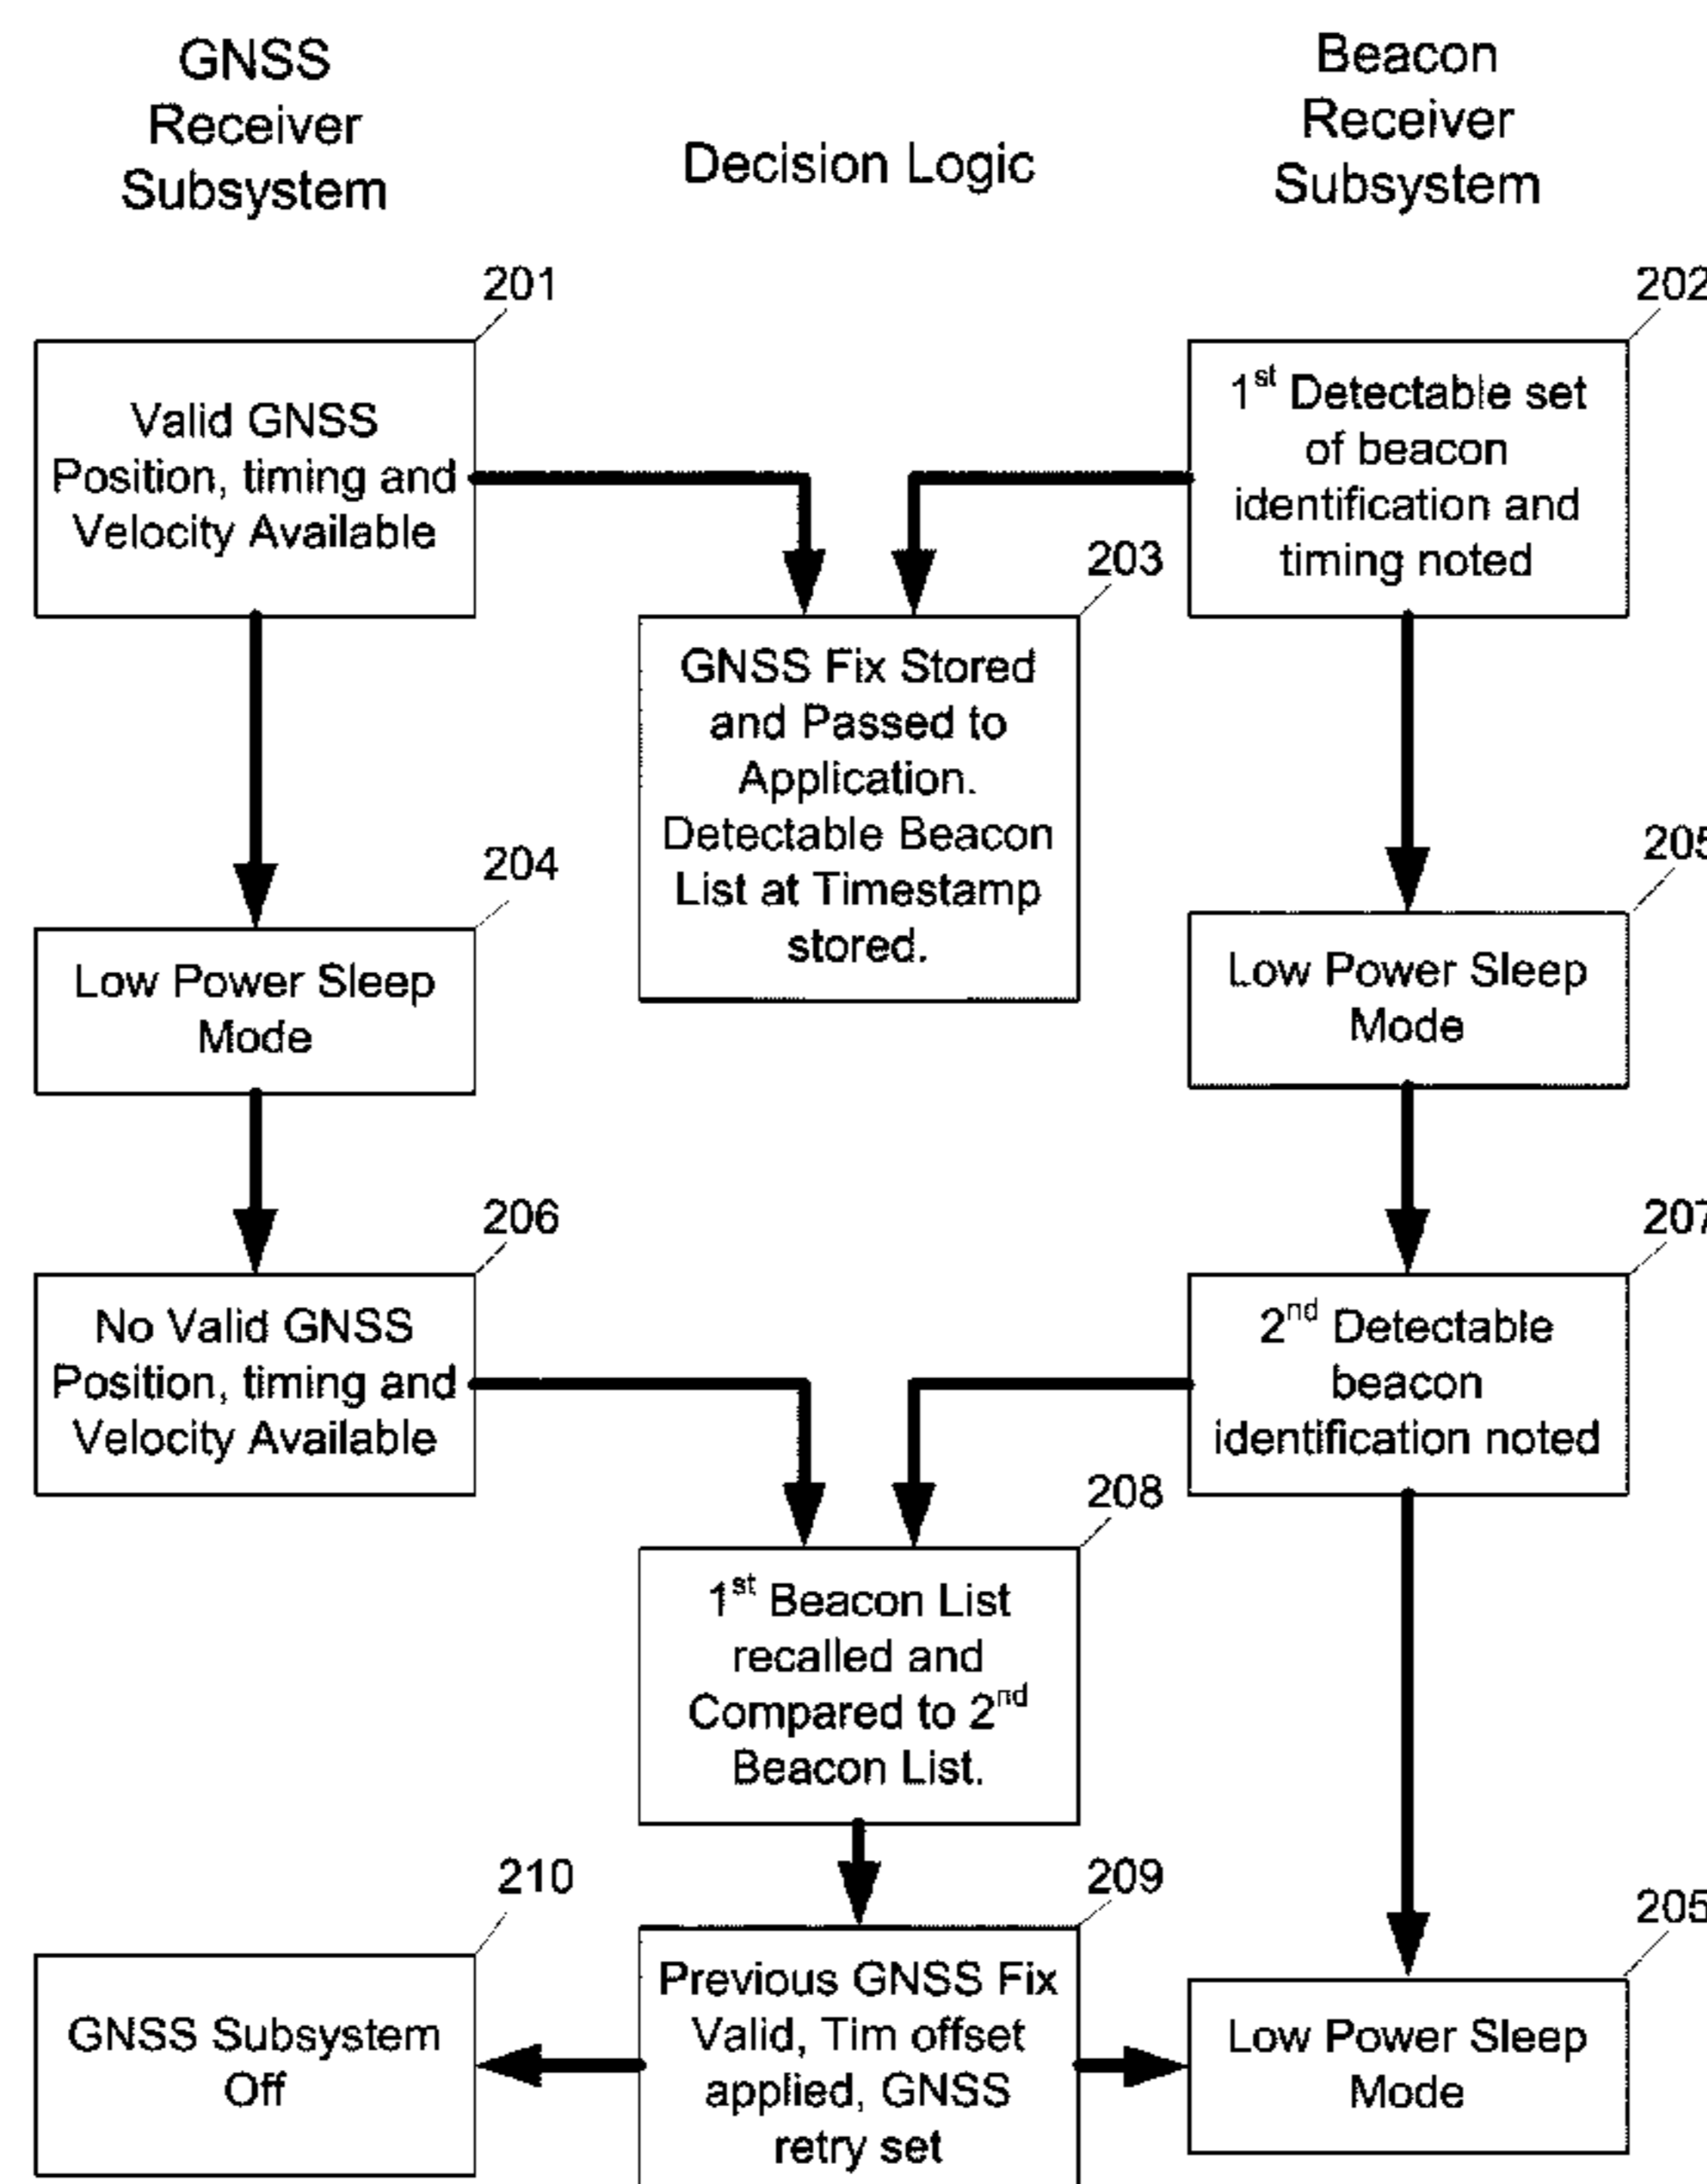 GNSS
Receiver
Subsystem
Decision Logic
Beacon
Receiver
Subsystem
201
202
Valid GNSS
Position, timing and
Velocity Available
1st Detectable set
of beacon
identification and
timing noted
203
GNSS Fix Stored
and Passed to
Application.
Detectable Beacon
List at Timestamp
stored.
204
205
Low Power Sleep
Mode
Low Power Sleep
Mode
206
207
No Valid GNSS
Position, timing and
Velocity Available
2nd Detectable
beacon
identification noted
208
1st Beacon List
recalled and
Compared to 2nd
Beacon List.
210
209
205
GNSS Subsystem
Off
Previous GNSS Fix
Valid, Tim offset
applied, GNSS
retry set
Low Power Sleep
Mode